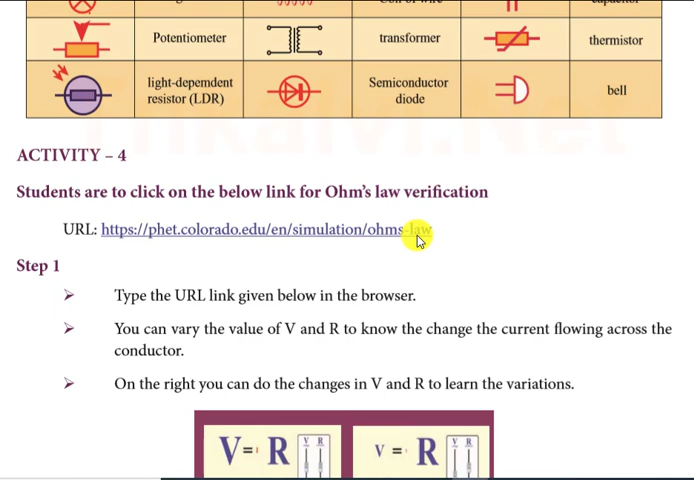 Potentiometer transformer thermistor
light-dependent resistor (LDR) Semiconductor diode bell
ACTIVITY – 4
Students are to click on the below link for Ohm's law verification
URL: https://phet.colorado.edu/en/simulation/ohms-law
Step 1
➢ Type the URL link given below in the browser.
➢ You can vary the value of V and R to know the change the current flowing across the
conductor.
➢ On the right you can do the changes in V and R to learn the variations.
V= R V R V = R V R